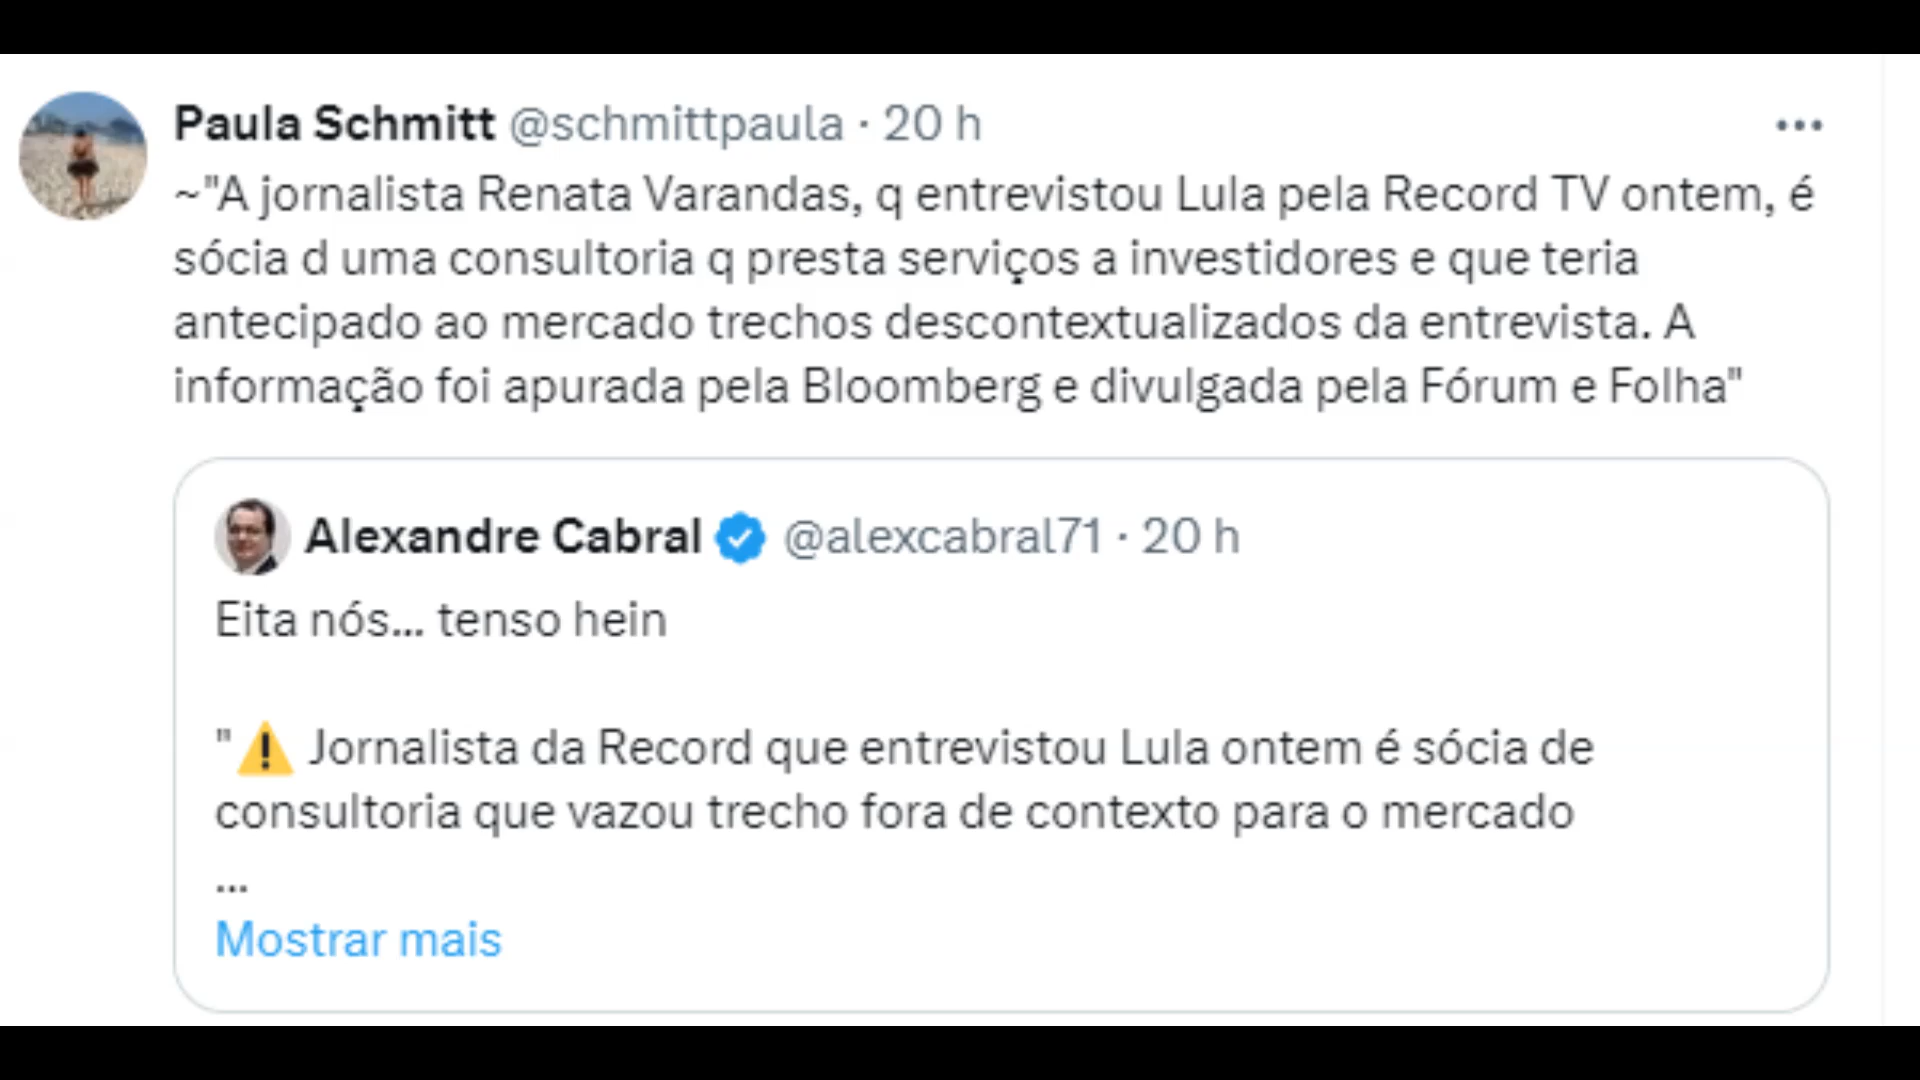 Paula Schmitt @schmittpaula · 20 h
~"A jornalista Renata Varandas, q entrevistou Lula pela Record TV ontem, é
sócia d uma consultoria q presta serviços a investidores e que teria
antecipado ao mercado trechos descontextualizados da entrevista. A
informação foi apurada pela Bloomberg e divulgada pela Fórum e Folha"
Alexandre Cabral @alexcabral71 · 20 h
Eita nós... tenso hein
"⚠️ Jornalista da Record que entrevistou Lula ontem é sócia de
consultoria que vazou trecho fora de contexto para o mercado
...
Mostrar mais